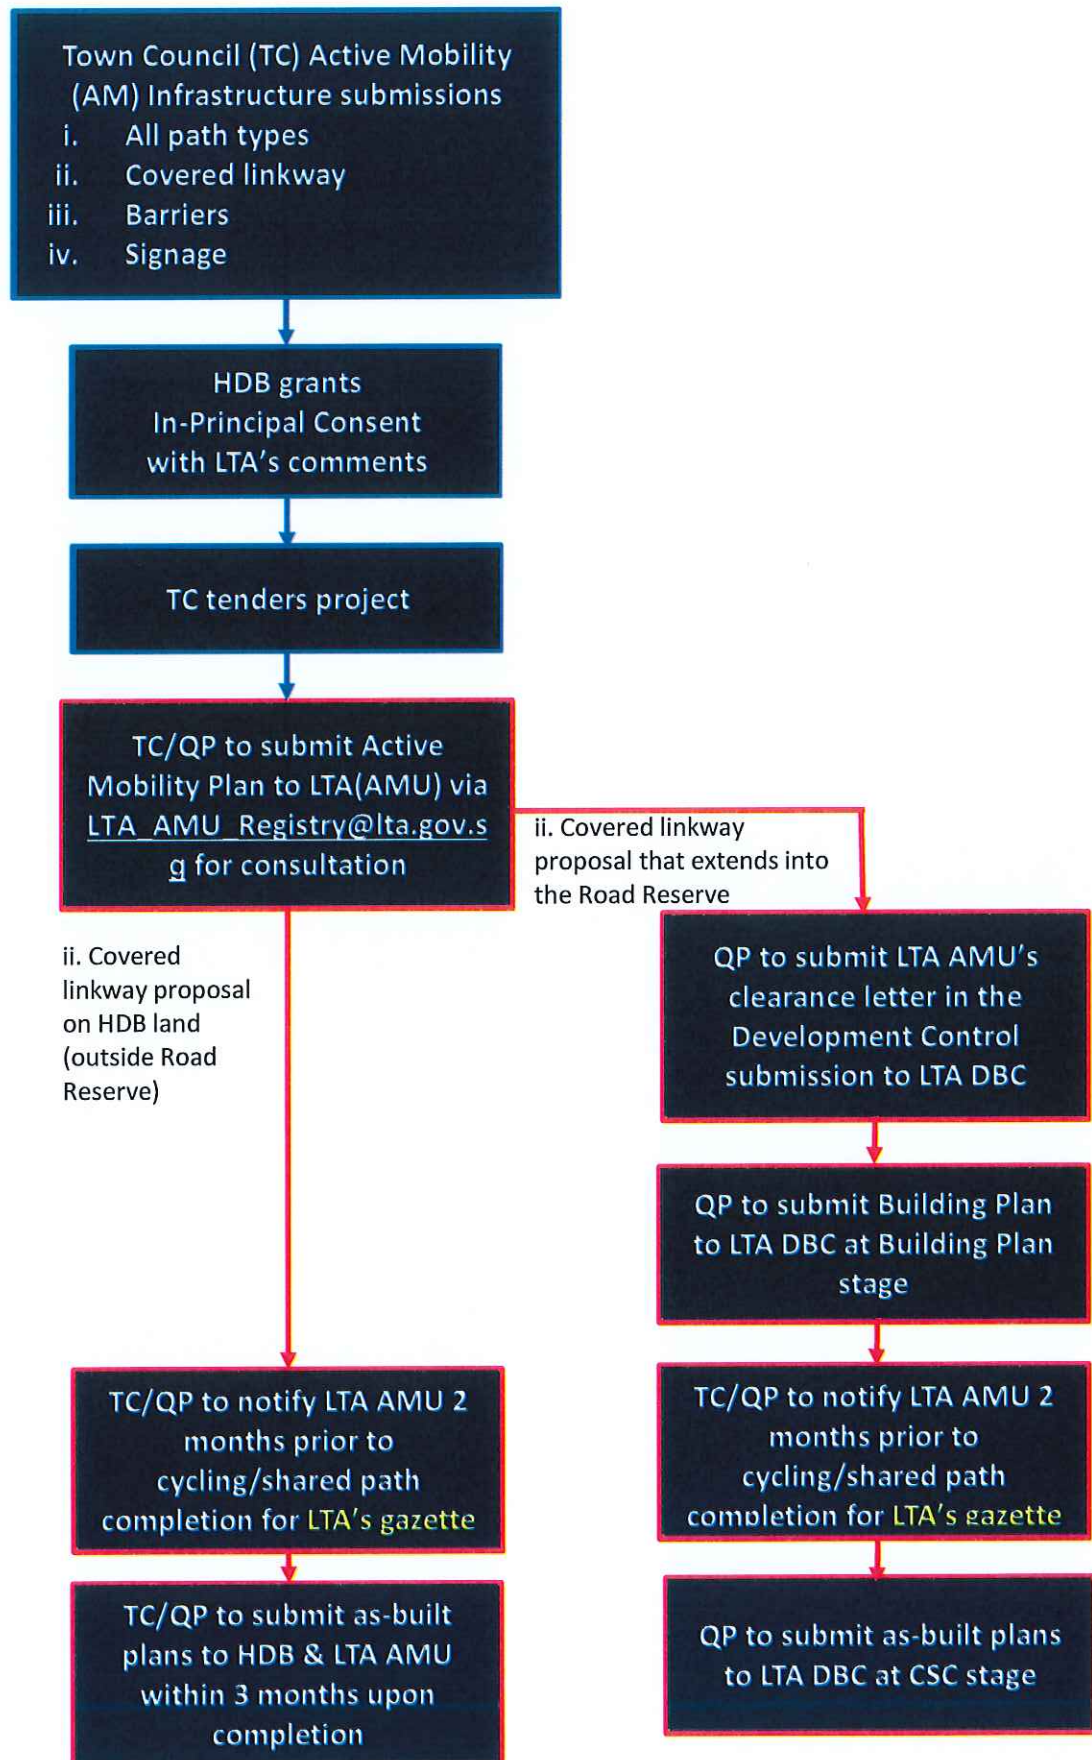 Town Council (TC) Active Mobility
(AM) Infrastructure submissions
i. All path types
ii. Covered linkway
iii. Barriers
iv. Signage
HDB grants
In-Principal Consent
with LTA's comments
TC tenders project
TC/QP to submit Active
Mobility Plan to LTA(AMU) via
LTA_AMU_Registry@lta.gov.s
g for consultation
ii. Covered linkway
proposal that extends into
the Road Reserve
ii. Covered
linkway proposal
on HDB land
(outside Road
Reserve)
QP to submit LTA AMU's
clearance letter in the
Development Control
submission to LTA DBC
QP to submit Building Plan
to LTA DBC at Building Plan
stage
TC/QP to notify LTA AMU 2
months prior to
cycling/shared path
completion for LTA's gazette
TC/QP to notify LTA AMU 2
months prior to
cycling/shared path
completion for LTA's gazette
TC/QP to submit as-built
plans to HDB & LTA AMU
within 3 months upon
completion
QP to submit as-built plans
to LTA DBC at CSC stage